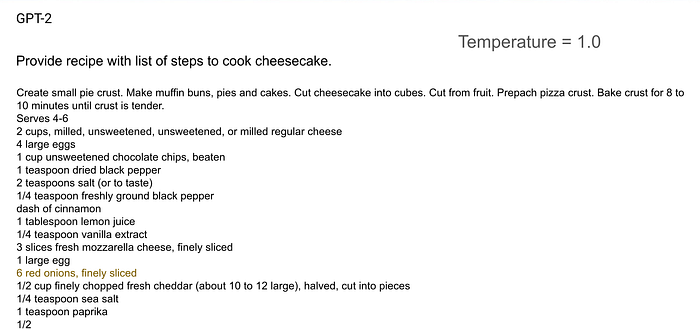 GPT-2
Temperature = 1.0
Provide recipe with list of steps to cook cheesecake.
Create small pie crust. Make muffin buns, pies and cakes. Cut cheesecake into cubes. Cut from fruit. Prepach pizza crust. Bake crust for 8 to
10 minutes until crust is tender.
Serves 4-6
2 cups, milled, unsweetened, unsweetened, or milled regular cheese
4 large eggs
1 cup unsweetened chocolate chips, beaten
1 teaspoon dried black pepper
2 teaspoons salt (or to taste)
1/4 teaspoon freshly ground black pepper
dash of cinnamon
1 tablespoon lemon juice
1/4 teaspoon vanilla extract
3 slices fresh mozzarella cheese, finely sliced
1 large egg
6 red onions, finely sliced
1/2 cup finely chopped fresh cheddar (about 10 to 12 large), halved, cut into pieces
1/4 teaspoon sea salt
1 teaspoon paprika
1/2